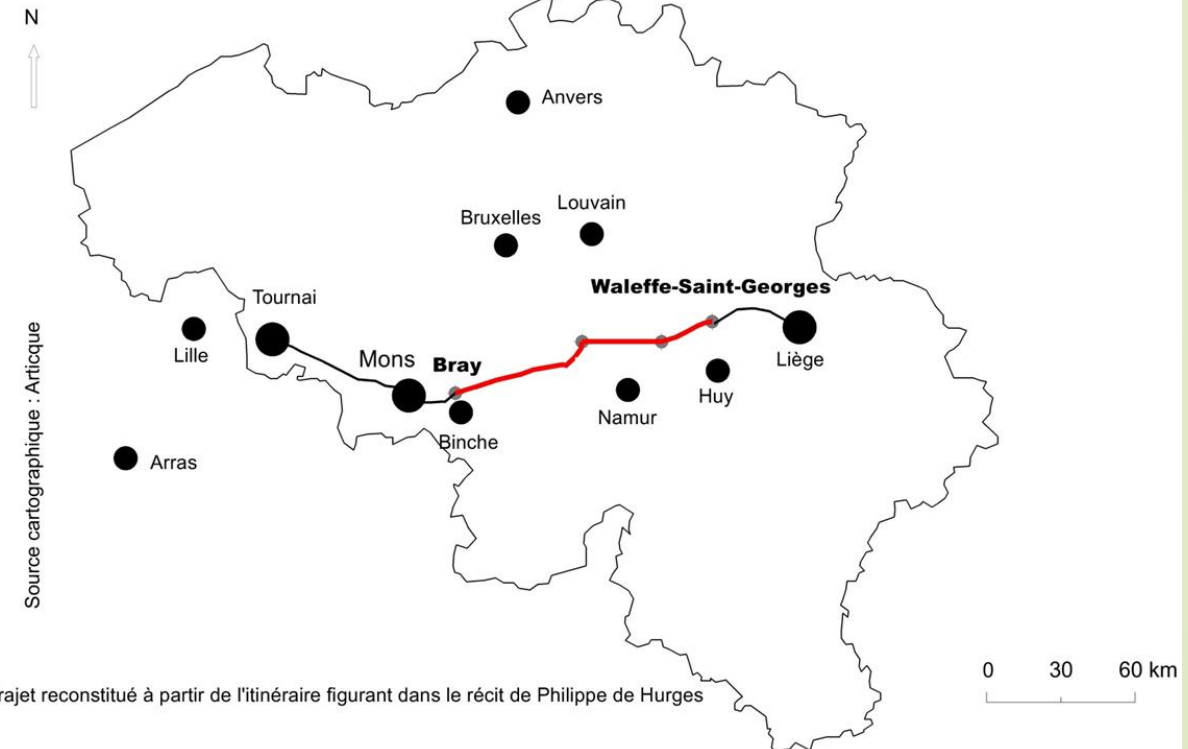 N
Anvers
Louvain
Bruxelles
Waleffe-Saint-Georges
Tournai
Lille
Mons
Bray
Liège
Huy
Namur
Binche
Arras
Source cartographique : Articque
0 30 60 km
rajet reconstitué à partir de l'itinéraire figurant dans le récit de Philippe de Hurges